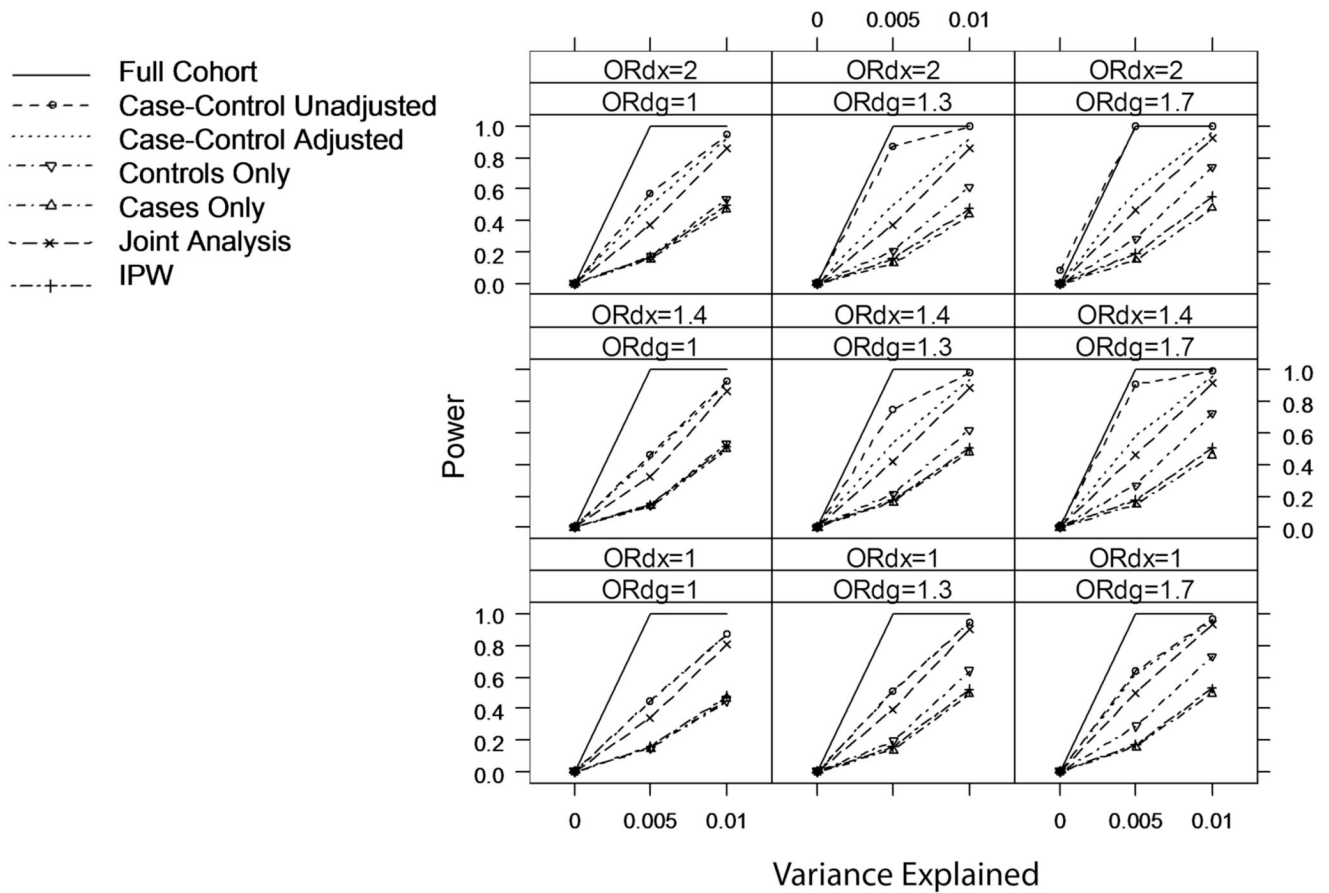 Full Cohort
Case-Control Unadjusted
Case-Control Adjusted
Controls Only
Cases Only
Joint Analysis
IPW
0 0.005 0.01
ORdx=2 ORdx=2 ORdx=2
ORdg=1 ORdg=1.3 ORdg=1.7
1.0
0.8
0.6
0.4
0.2
0.0
ORdx=1.4 ORdx=1.4 ORdx=1.4
ORdg=1 ORdg=1.3 ORdg=1.7
1.0
0.8
0.6
0.4
0.2
0.0
Power
ORdx=1 ORdx=1 ORdx=1
ORdg=1 ORdg=1.3 ORdg=1.7
1.0
0.8
0.6
0.4
0.2
0.0
0 0.005 0.01 0 0.005 0.01
Variance Explained